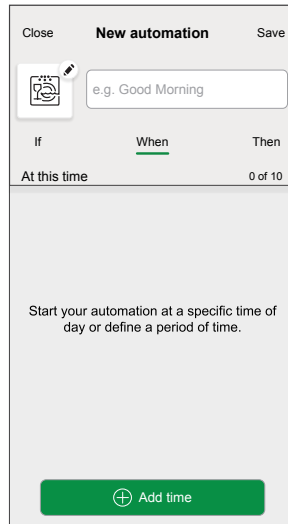 Close New automation Save
e.g. Good Morning
If When Then
At this time 0 of 10
Start your automation at a specific time of
day or define a period of time.
Add time